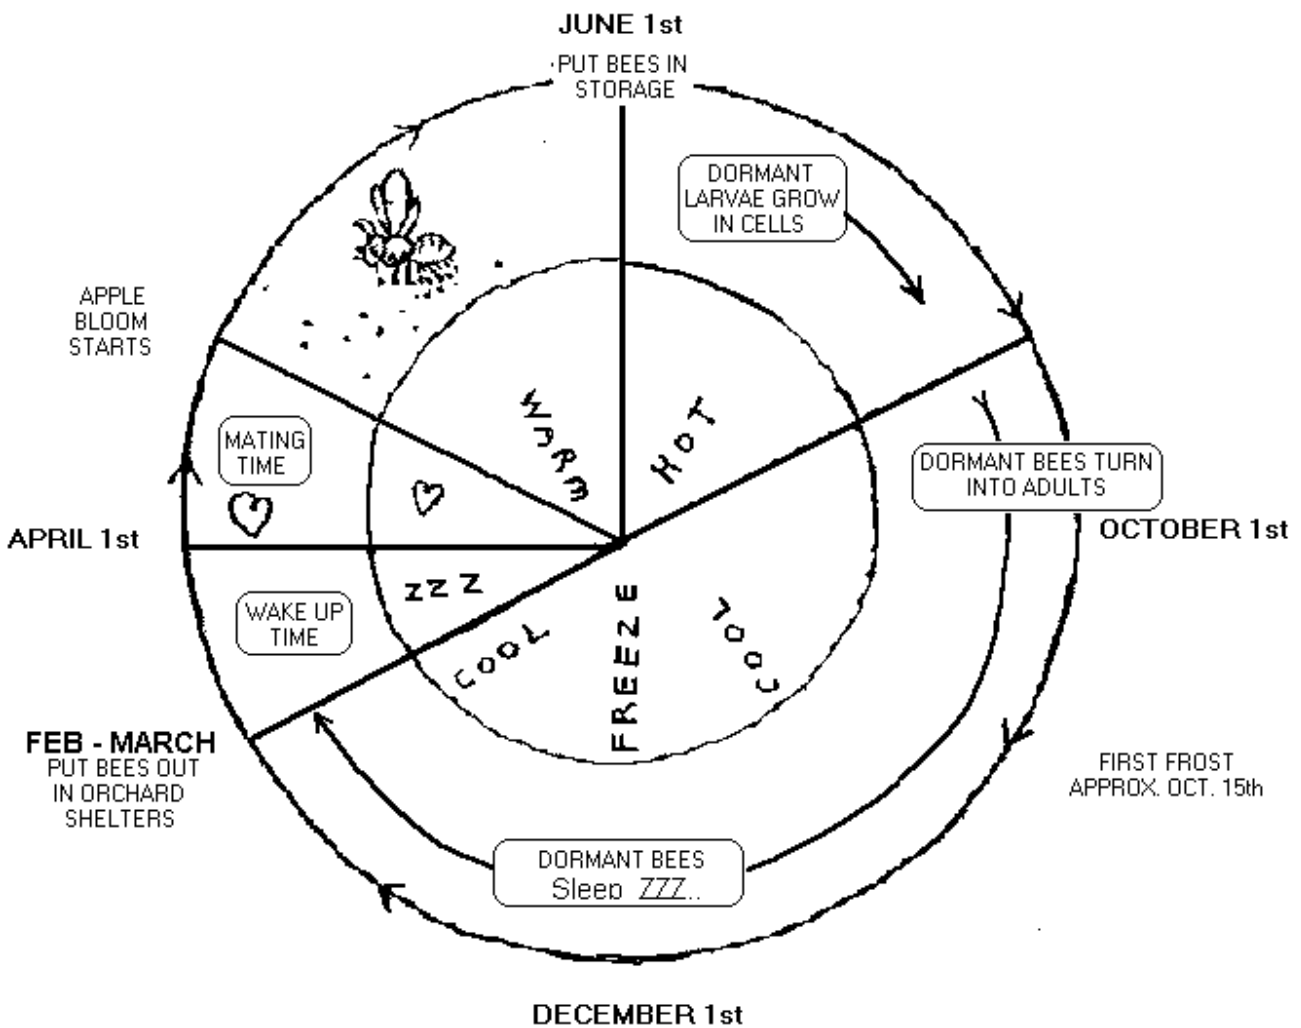 JUNE 1st
PUT BEES IN
STORAGE
DORMANT
LARVAE GROW
IN CELLS
APPLE
BLOOM
STARTS
WARM
HOT
MATING
TIME
DORMANT BEES TURN
INTO ADULTS
APRIL 1st
OCTOBER 1st
ZZZ
WAKE UP
TIME
COOL
FREEZE
COOL
FEB - MARCH
PUT BEES OUT
IN ORCHARD
SHELTERS
FIRST FROST
APPROX. OCT. 15th
DORMANT BEES
Sleep ZZZ..
DECEMBER 1st